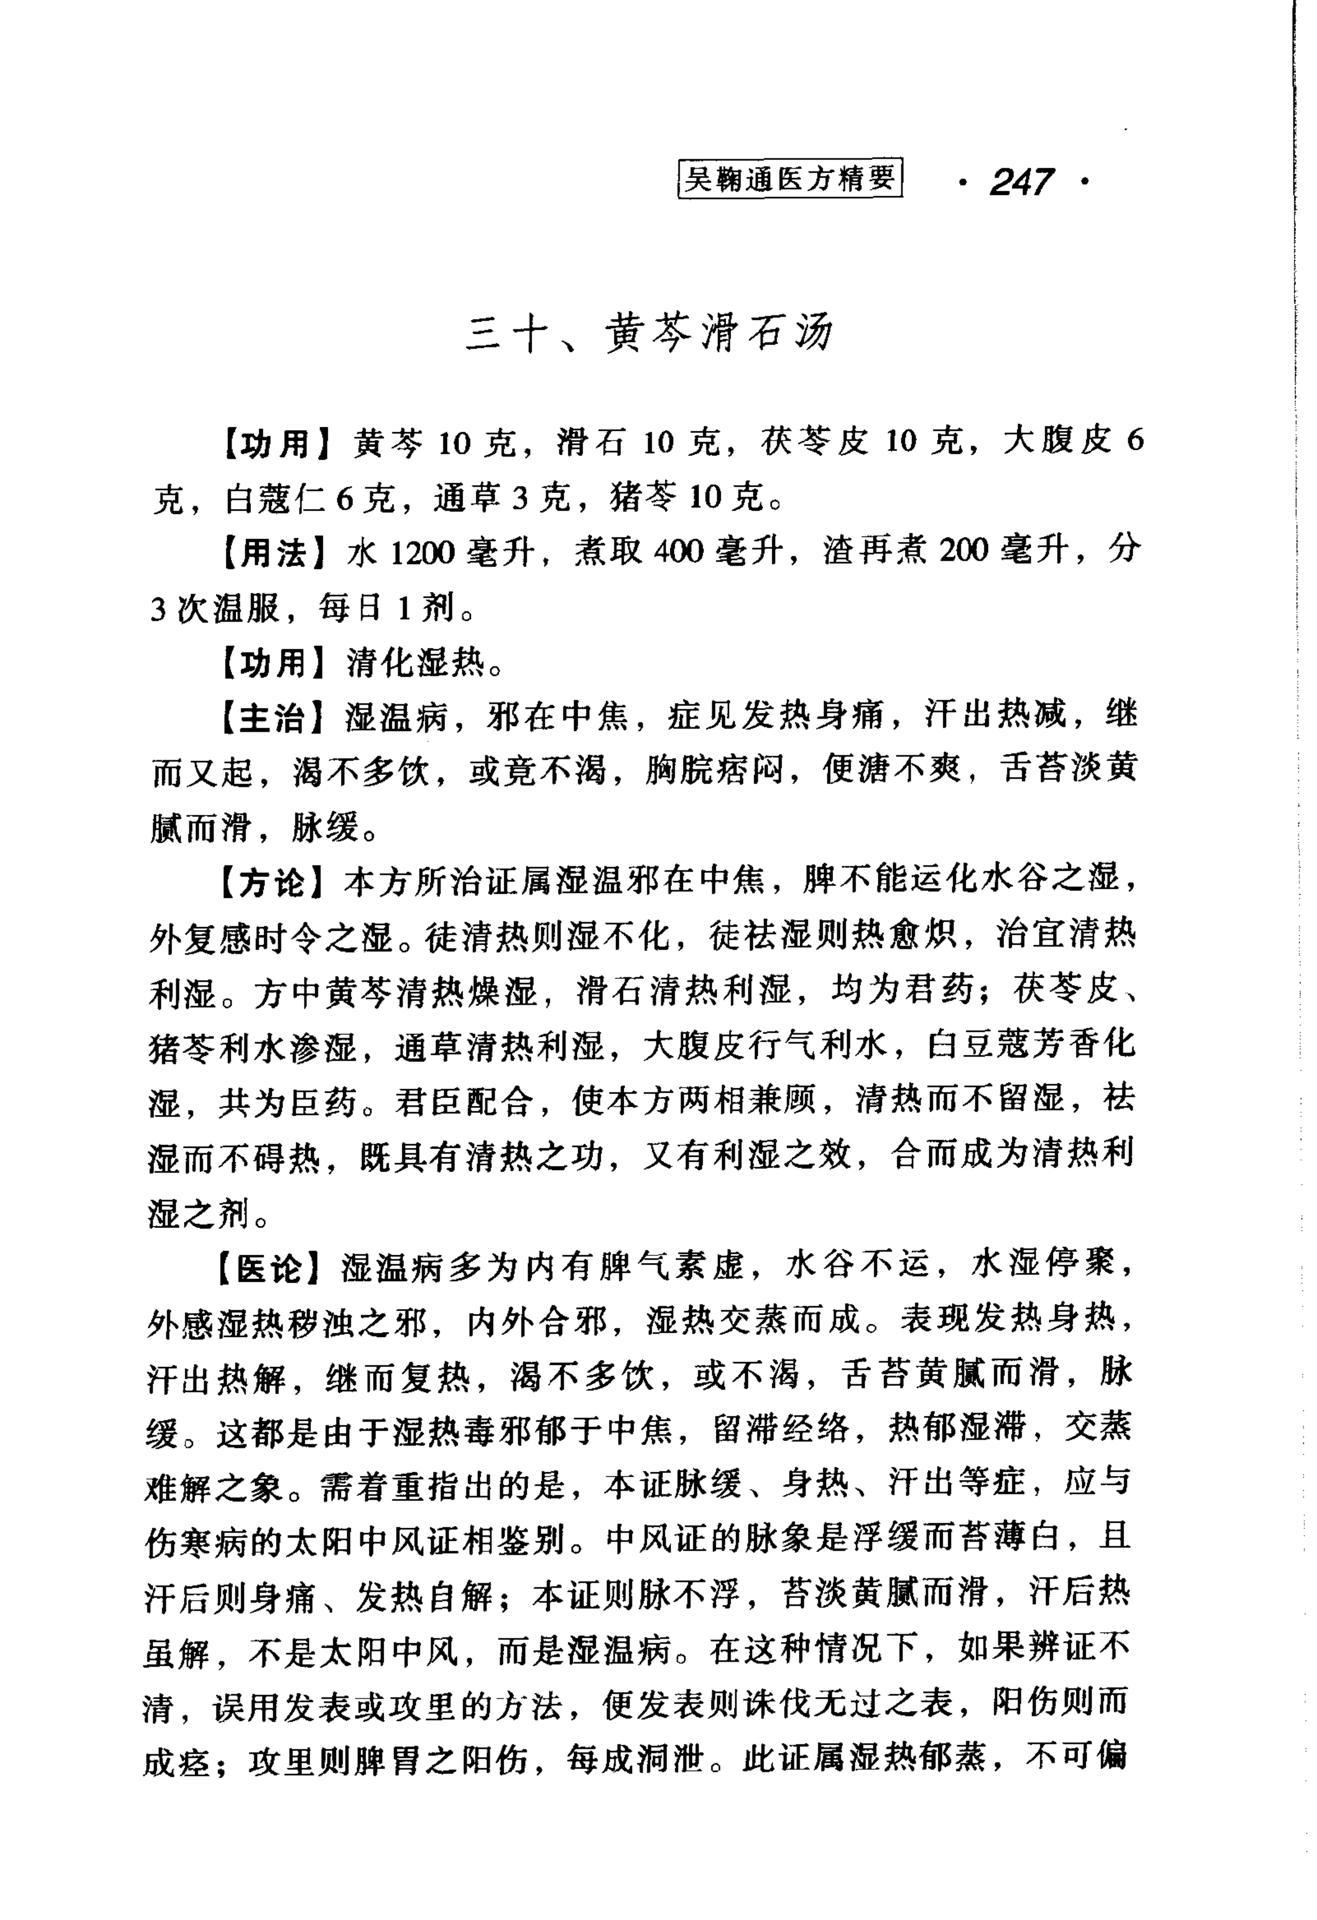 吴鞠通医方精要 · 247 ·
三十、黄芩滑石汤
【功用】黄芩 10 克，滑石 10 克，茯苓皮 10 克，大腹皮 6
克，白蔻仁 6 克，通草 3 克，猪苓 10 克。
【用法】水 1200 毫升，煮取 400 毫升，渣再煮 200 毫升，分
3 次温服，每日 1 剂。
【功用】清化湿热。
【主治】湿温病，邪在中焦，症见发热身痛，汗出热减，继
而又起，渴不多饮，或竟不渴，胸脘痞闷，便溏不爽，舌苔淡黄
腻而滑，脉缓。
【方论】本方所治证属湿温邪在中焦，脾不能运化水谷之湿，
外复感时令之湿。徒清热则湿不化，徒祛湿则热愈炽，治宜清热
利湿。方中黄芩清热燥湿，滑石清热利湿，均为君药；茯苓皮、
猪苓利水渗湿，通草清热利湿，大腹皮行气利水，白豆蔻芳香化
湿，共为臣药。君臣配合，使本方两相兼顾，清热而不留湿，祛
湿而不碍热，既具有清热之功，又有利湿之效，合而成为清热利
湿之剂。
【医论】湿温病多为内有脾气素虚，水谷不运，水湿停聚，
外感湿热秽浊之邪，内外合邪，湿热交蒸而成。表现发热身热，
汗出热解，继而复热，渴不多饮，或不渴，舌苔黄腻而滑，脉
缓。这都是由于湿热毒邪郁于中焦，留滞经络，热郁湿滞，交蒸
难解之象。需着重指出的是，本证脉缓、身热、汗出等症，应与
伤寒病的太阳中风证相鉴别。中风证的脉象是浮缓而苔薄白，且
汗后则身痛、发热自解；本证则脉不浮，苔淡黄腻而滑，汗后热
虽解，不是太阳中风，而是湿温病。在这种情况下，如果辨证不
清，误用发表或攻里的方法，便发表则诛伐无过之表，阳伤则而
成痉；攻里则脾胃之阳伤，每成洞泄。此证属湿热郁蒸，不可偏